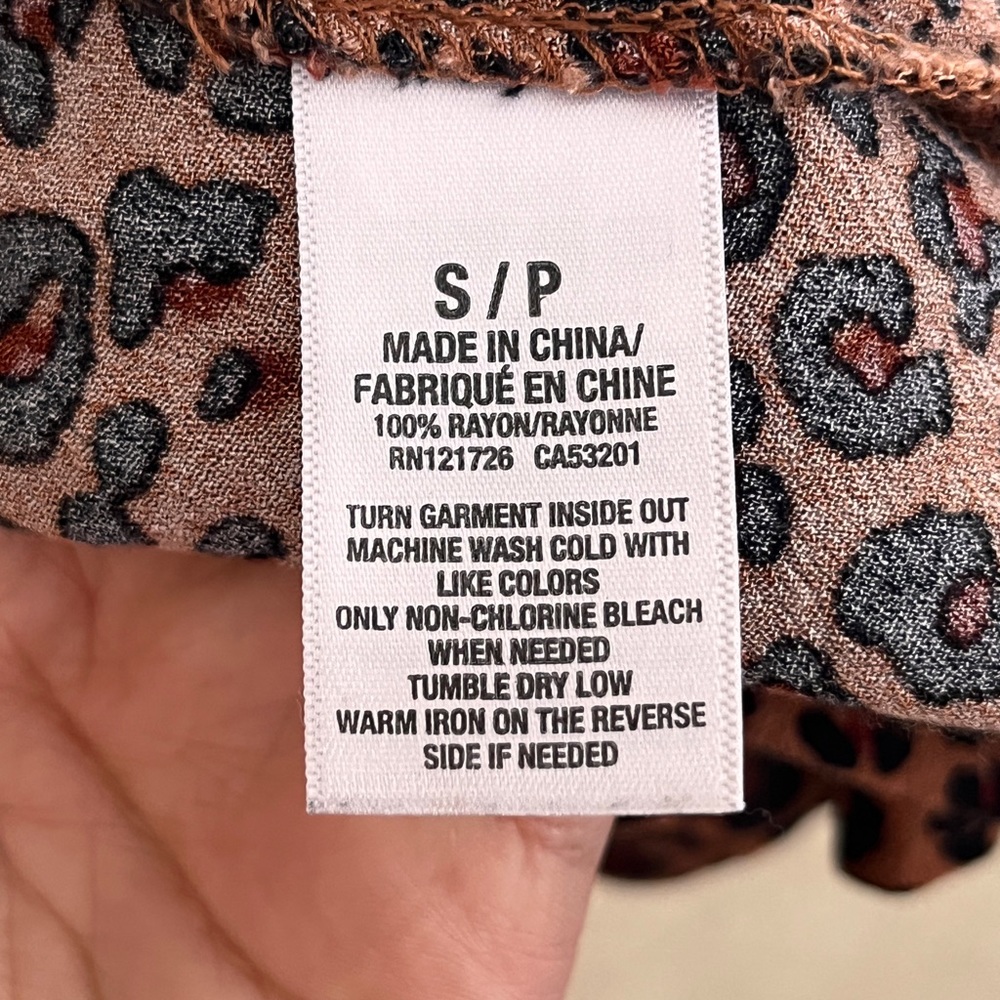 S / P
MADE IN CHINA/
FABRIQUÉ EN CHINE
100% RAYON/RAYONNE
RN121726 CA53201
TURN GARMENT INSIDE OUT
MACHINE WASH COLD WITH
LIKE COLORS
ONLY NON-CHLORINE BLEACH
WHEN NEEDED
TUMBLE DRY LOW
WARM IRON ON THE REVERSE
SIDE IF NEEDED